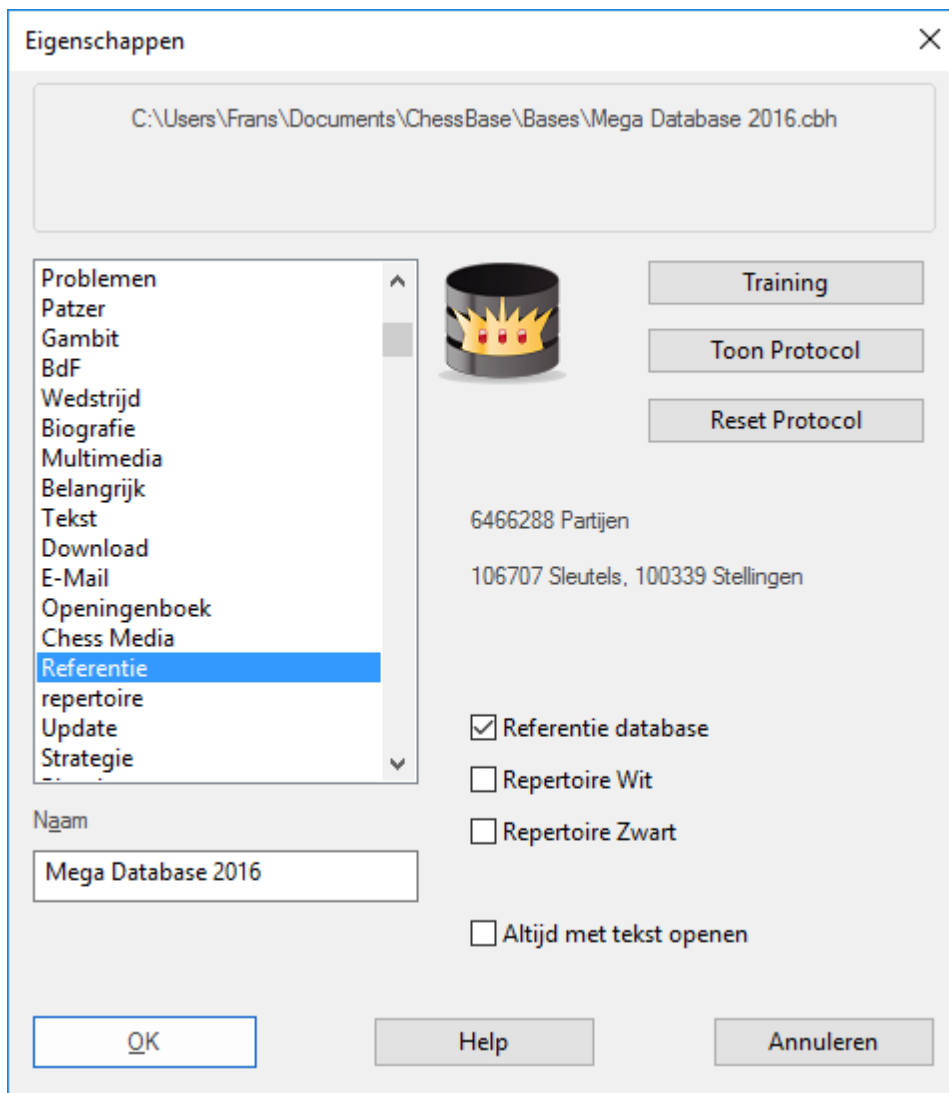 Eigenschappen
C:\Users\Frans\Documents\ChessBase\Bases\Mega Database 2016.cbh
Problemen
Patzer
Gambit
BdF
Wedstrijd
Biografie
Multimedia
Belangrijk
Tekst
Download
E-Mail
Openingenboek
Chess Media
Referentie
repertoire
Update
Strategie
Training
Toon Protocol
Reset Protocol
6466288 Partijen
106707 Sleutels, 100339 Stellingen
Referentie database
Repertoire Wit
Repertoire Zwart
Altijd met tekst openen
Naam
Mega Database 2016
OK
Help
Annuleren